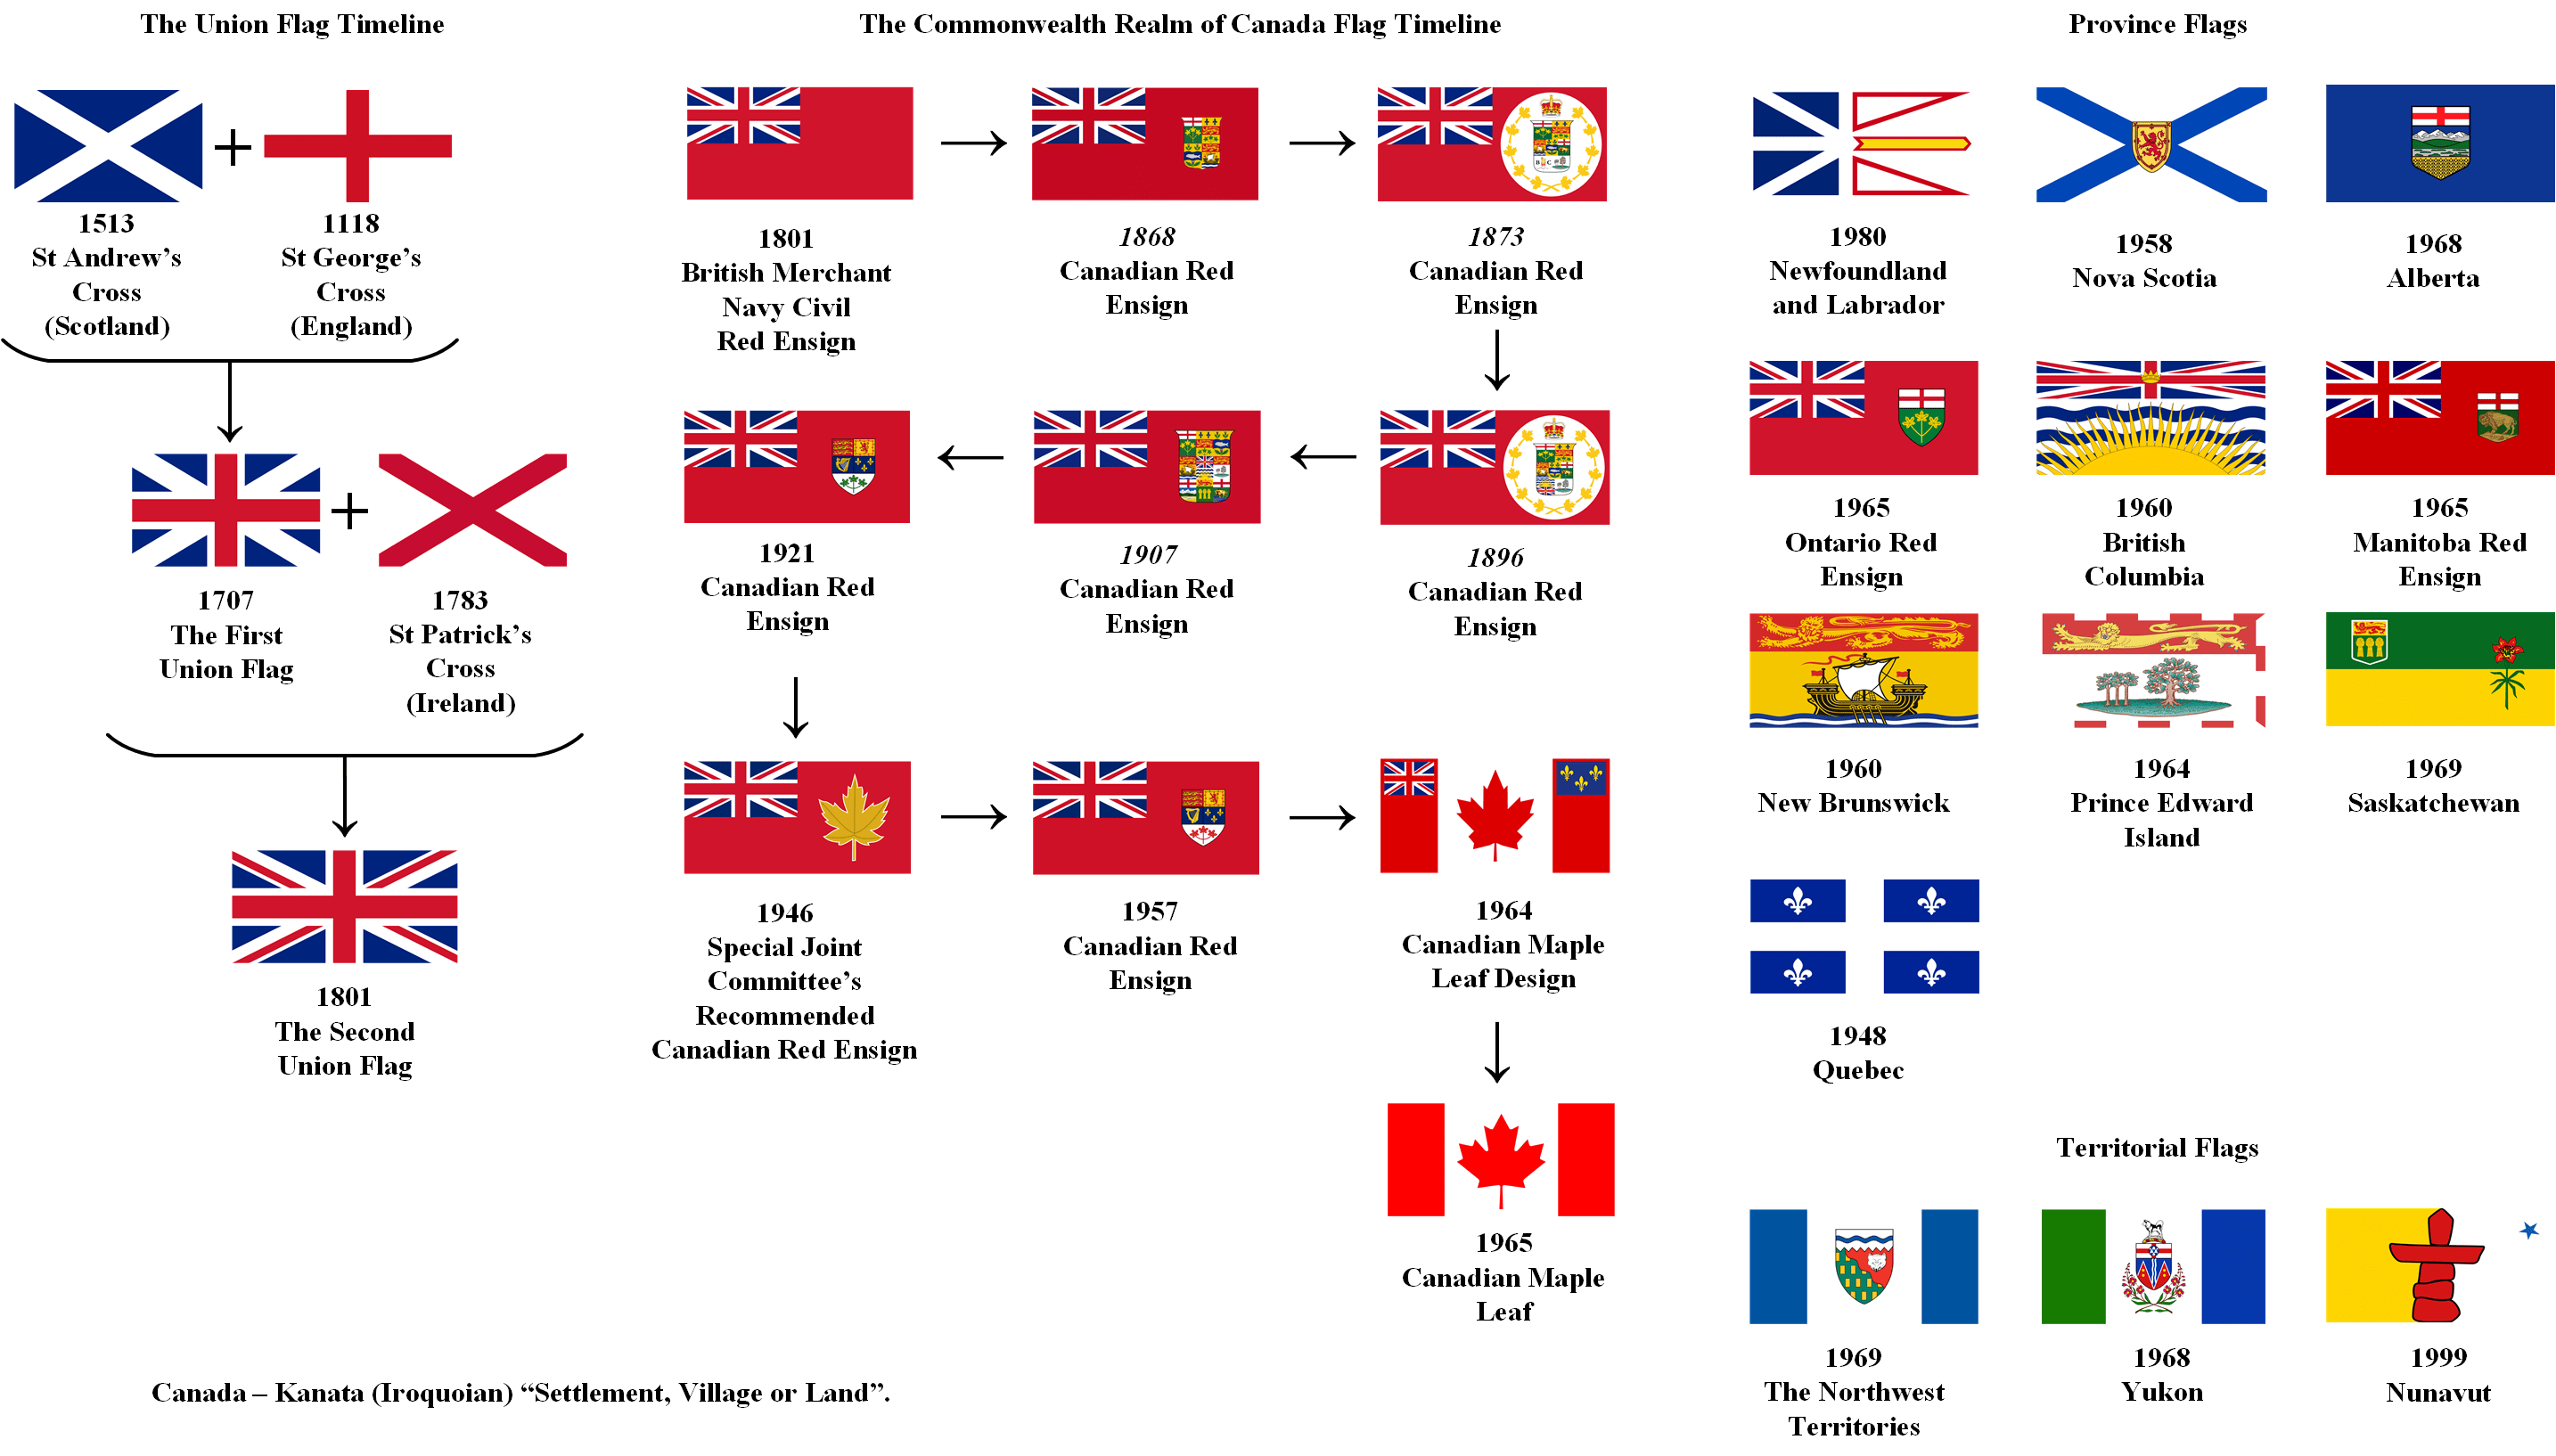 The Union Flag Timeline
1513
St Andrew’s
Cross
(Scotland)
1118
St George’s
Cross
(England)
1707
The First
Union Flag
1783
St Patrick’s
Cross
(Ireland)
1801
The Second
Union Flag
The Commonwealth Realm of Canada Flag Timeline
1801
British Merchant
Navy Civil
Red Ensign
1868
Canadian Red
Ensign
1873
Canadian Red
Ensign
1896
Canadian Red
Ensign
1907
Canadian Red
Ensign
1921
Canadian Red
Ensign
1946
Special Joint
Committee’s
Recommended
Canadian Red Ensign
1957
Canadian Red
Ensign
1964
Canadian Maple
Leaf Design
1965
Canadian Maple
Leaf
Province Flags
1980
Newfoundland
and Labrador
1958
Nova Scotia
1968
Alberta
1965
Ontario Red
Ensign
1960
British
Columbia
1965
Manitoba Red
Ensign
1960
New Brunswick
1964
Prince Edward
Island
1969
Saskatchewan
1948
Quebec
Territorial Flags
1969
The Northwest
Territories
1968
Yukon
1999
Nunavut
Canada – Kanata (Iroquoian) “Settlement, Village or Land”.